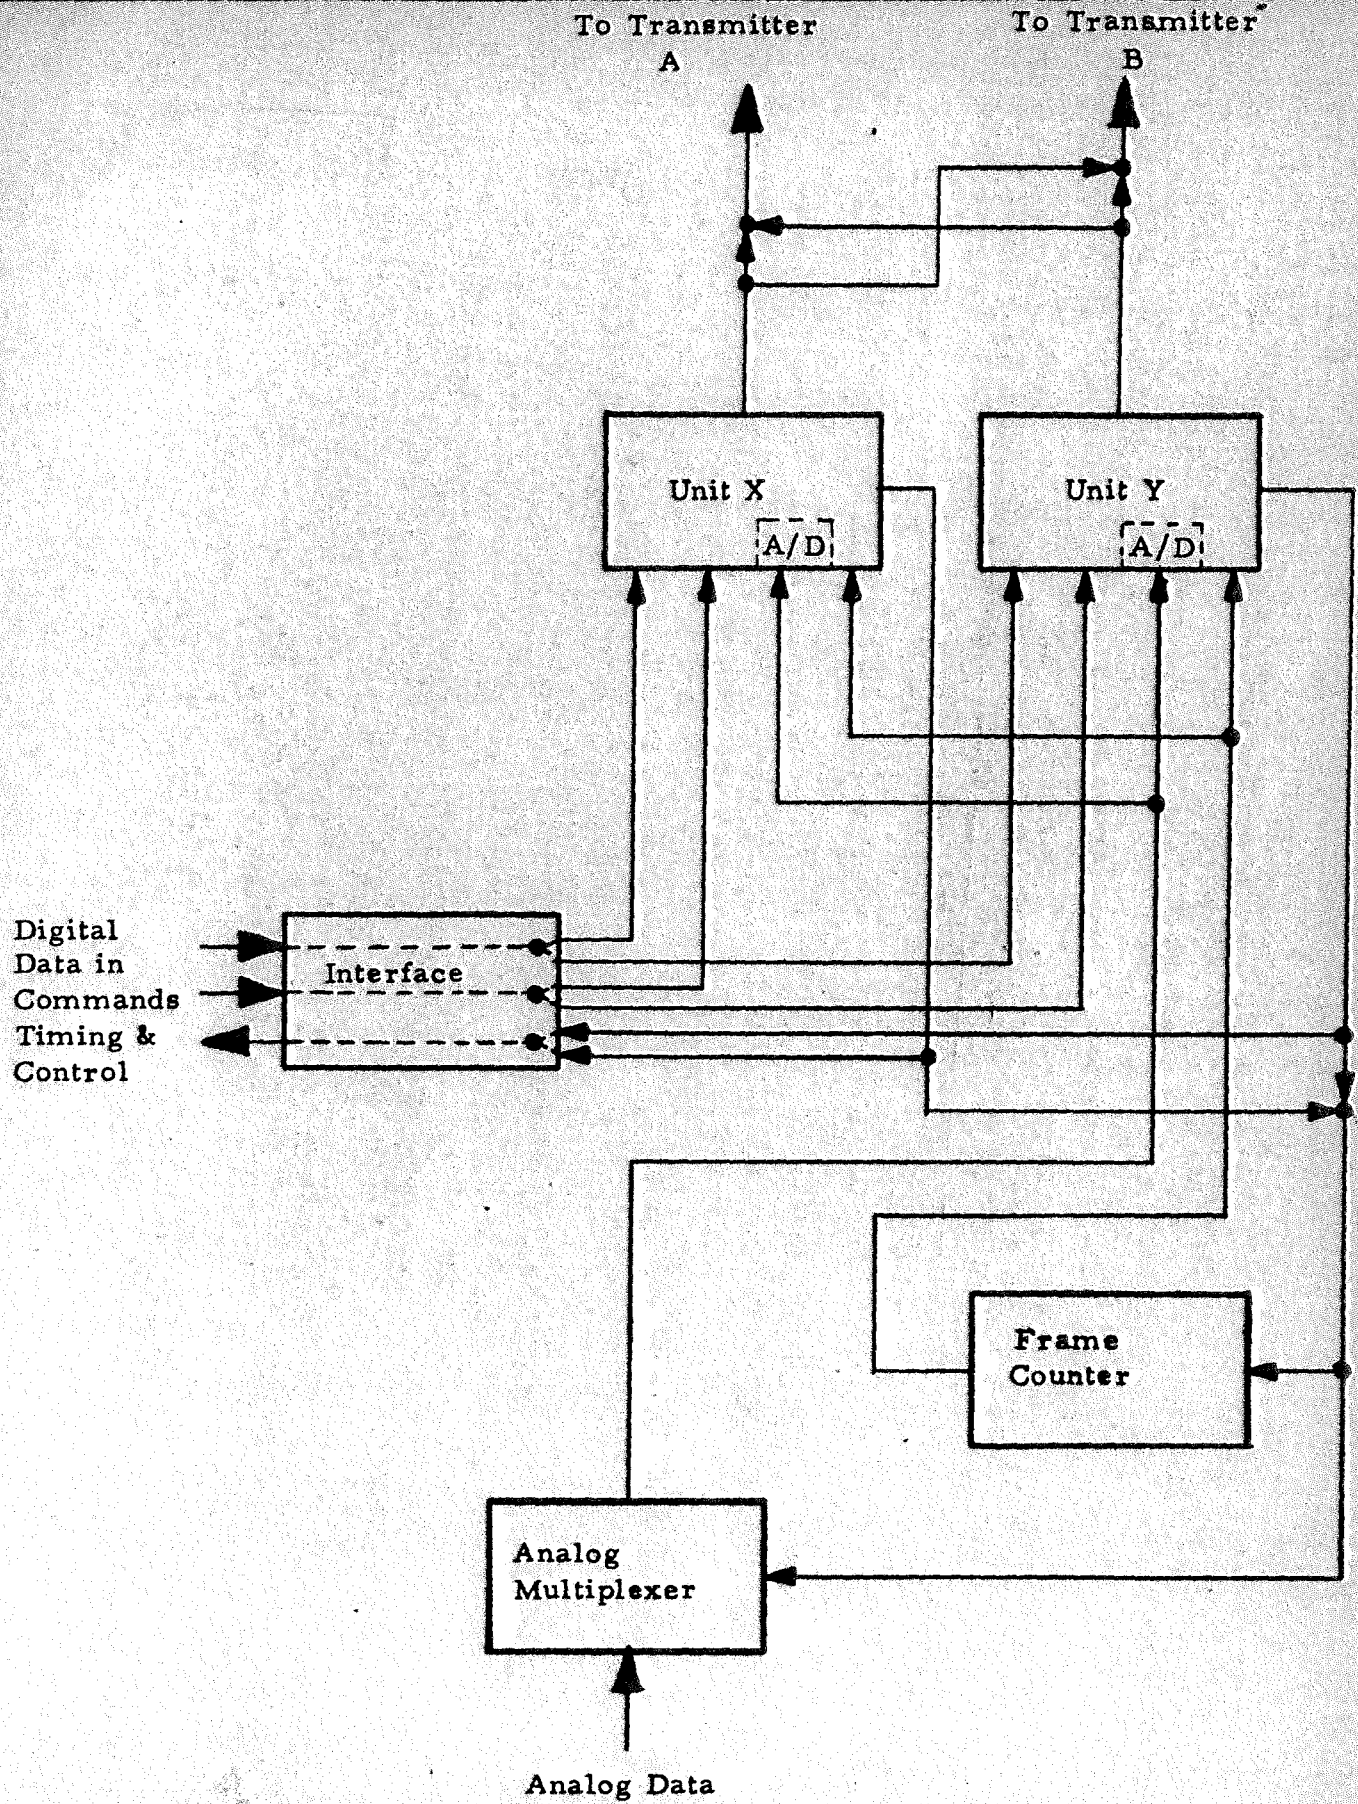 To Transmitter
A
To Transmitter
B
Unit X
A/D
Unit Y
A/D
Digital
Data in
Commands
Timing &
Control
Interface
Frame
Counter
Analog
Multiplexer
Analog Data